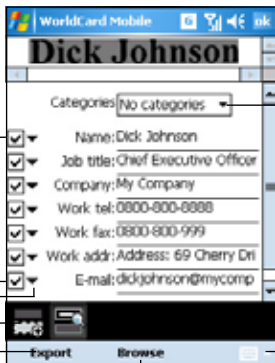 WorldCard Mobile ok
Dick Johnson
Categories No categories
Name: Dick Johnson
Job title: Chief Executive Officer
Company: My Company
Work tel: 0800-800-8888
Work fax: 0800-800-999
Work addr: Address: 69 Cherry Dri
E-mail: dickjohnson@mycomp
Export Browse